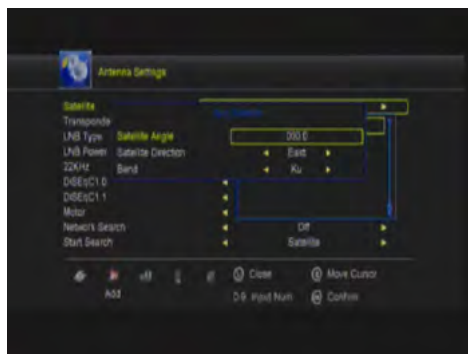 Antenna Settings
Satellite
Transponde
LNB Type
Satellite Angle 000.0
LNB Power
Satellite Direction East
22KHz
Band Ku
DiSEqC1.0
DiSEqC1.1
Motor
Network Search Off
Start Search Satellite
Close Move Cursor
Add
0-9 Input Num Confirm